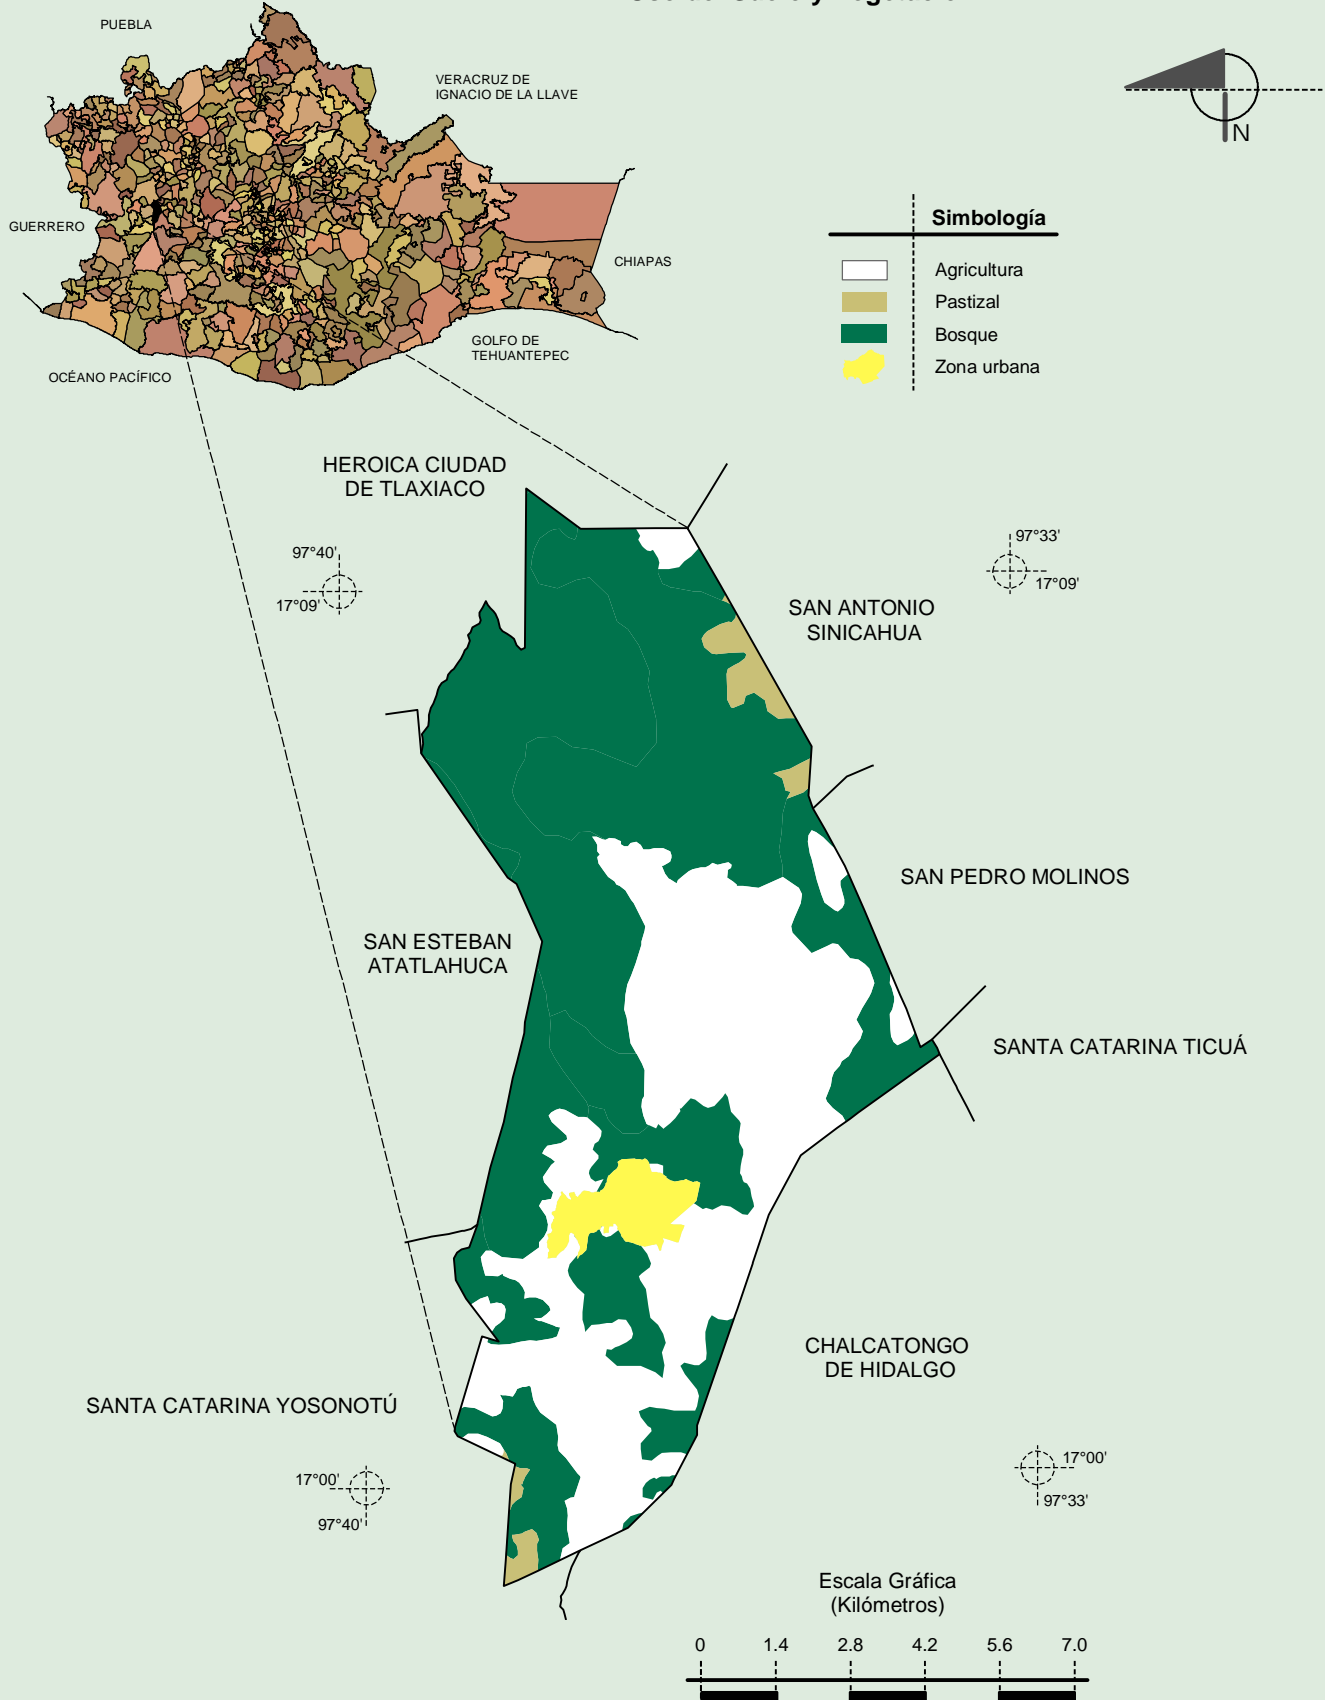 PUEBLA
VERACRUZ DE
IGNACIO DE LA LLAVE
N
GUERRERO
CHIAPAS
GOLFO DE
TEHUANTEPEC
OCÉANO PACÍFICO
Simbología
Agricultura
Pastizal
Bosque
Zona urbana
HEROICA CIUDAD
DE TLAXIACO
97°40'
17°09'
97°33'
17°09'
SAN ANTONIO
SINICAHUA
SAN PEDRO MOLINOS
SAN ESTEBAN
ATATLAHUCA
SANTA CATARINA TICUÁ
CHALCATONGO
DE HIDALGO
SANTA CATARINA YOSONOTÚ
17°00'
97°40'
17°00'
97°33'
Escala Gráfica
(Kilómetros)
0 1.4 2.8 4.2 5.6 7.0